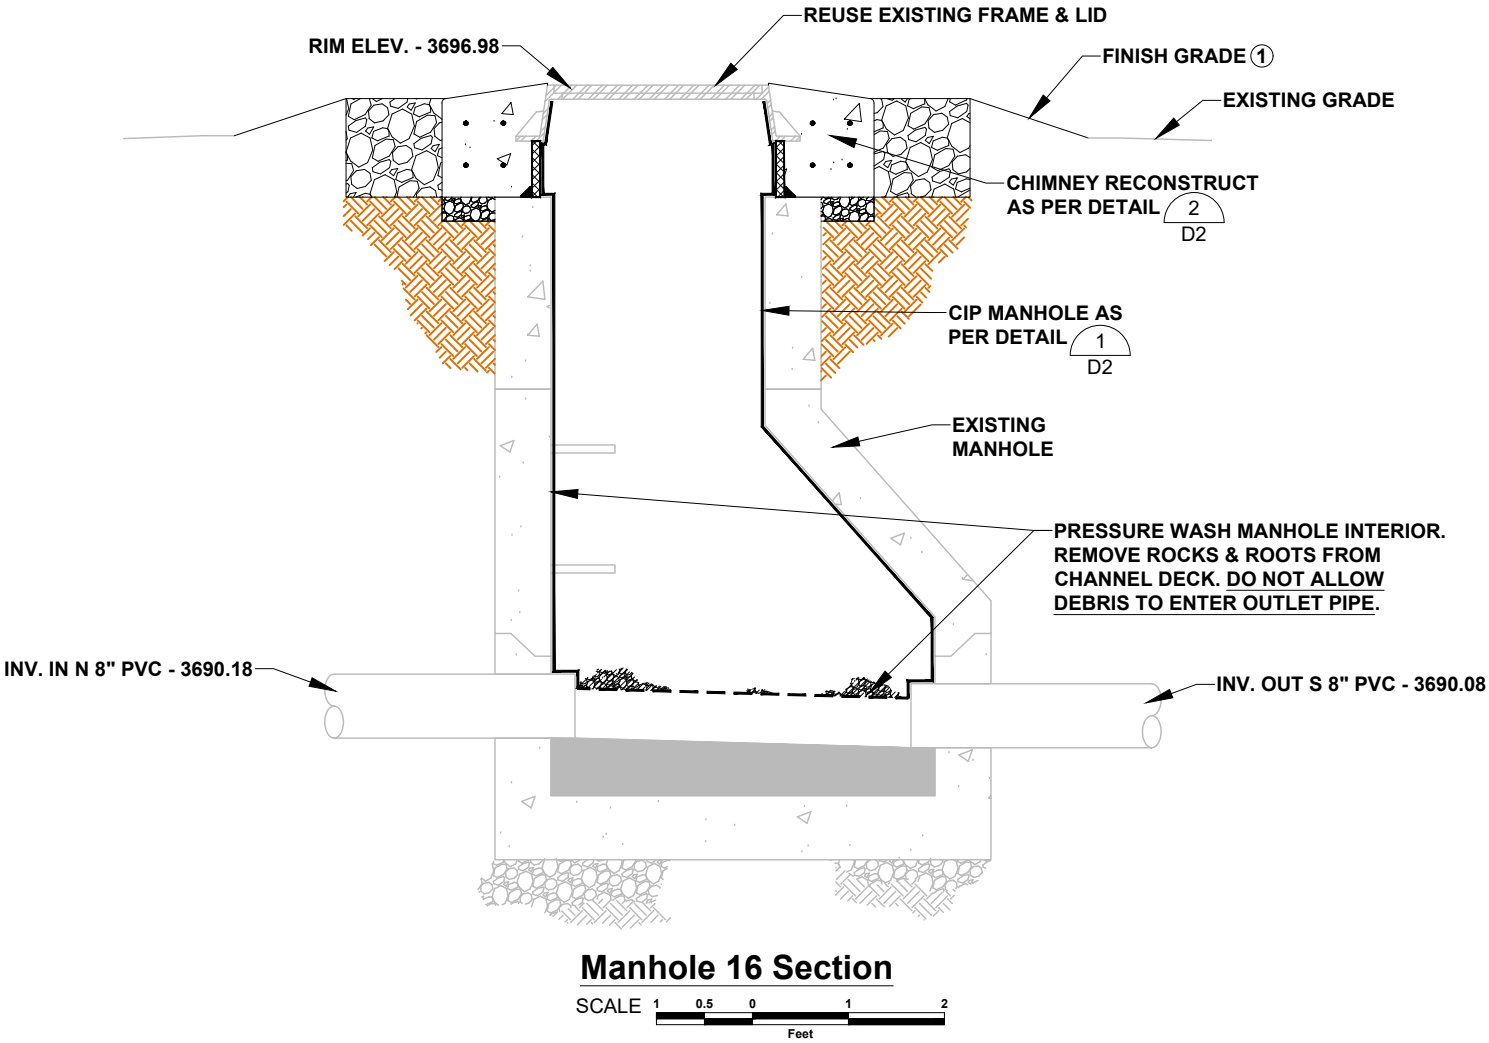 REUSE EXISTING FRAME & LID
RIM ELEV. - 3696.98
FINISH GRADE 1
EXISTING GRADE
CHIMNEY RECONSTRUCT
AS PER DETAIL 2
D2
CIP MANHOLE AS
PER DETAIL 1
D2
EXISTING
MANHOLE
PRESSURE WASH MANHOLE INTERIOR.
REMOVE ROCKS & ROOTS FROM
CHANNEL DECK. DO NOT ALLOW
DEBRIS TO ENTER OUTLET PIPE.
INV. IN N 8" PVC - 3690.18
INV. OUT S 8" PVC - 3690.08
Manhole 16 Section
SCALE 1 0.5 0 1 2
Feet